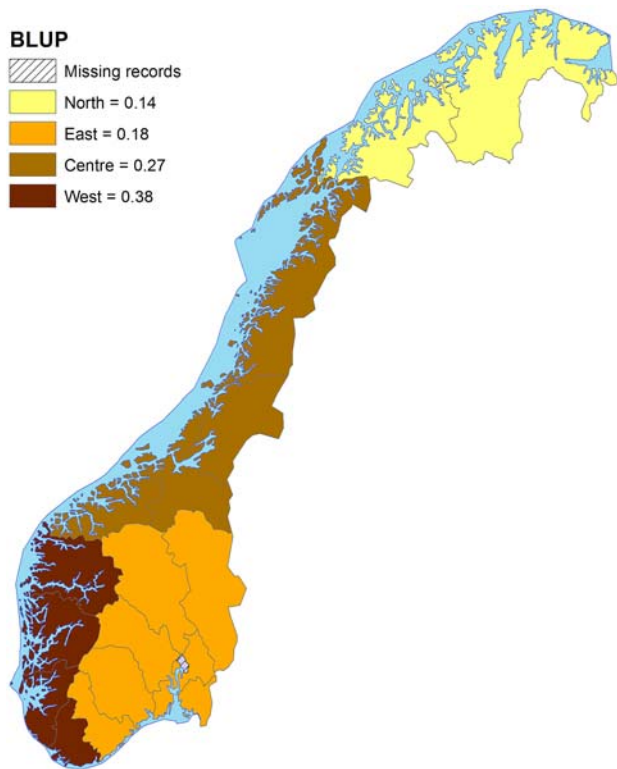 BLUP
Missing records
North = 0.14
East = 0.18
Centre = 0.27
West = 0.38